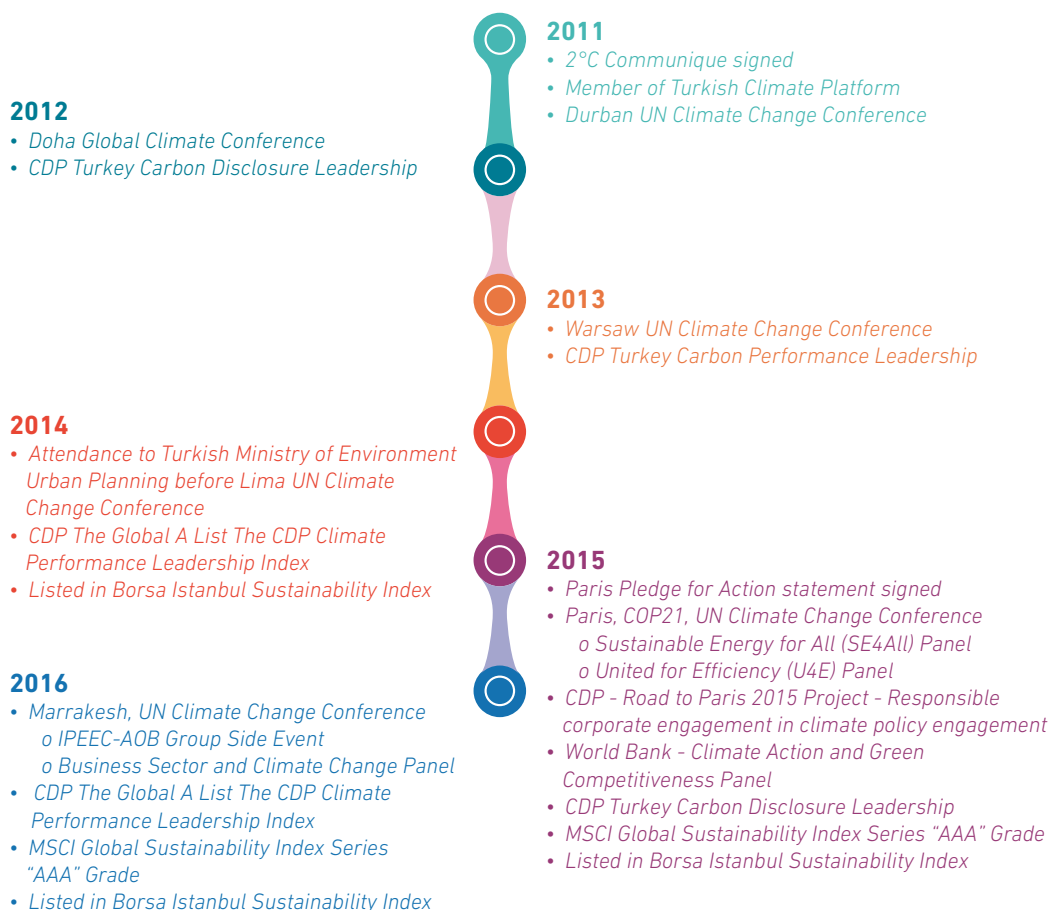 2011
• 2°C Communique signed
• Member of Turkish Climate Platform
• Durban UN Climate Change Conference
2012
• Doha Global Climate Conference
• CDP Turkey Carbon Disclosure Leadership
2013
• Warsaw UN Climate Change Conference
• CDP Turkey Carbon Performance Leadership
2014
• Attendance to Turkish Ministry of Environment
Urban Planning before Lima UN Climate
Change Conference
• CDP The Global A List The CDP Climate
Performance Leadership Index
• Listed in Borsa Istanbul Sustainability Index
2015
• Paris Pledge for Action statement signed
• Paris, COP21, UN Climate Change Conference
o Sustainable Energy for All (SE4All) Panel
o United for Efficiency (U4E) Panel
• CDP - Road to Paris 2015 Project - Responsible
corporate engagement in climate policy engagement
• World Bank - Climate Action and Green
Competitiveness Panel
• CDP Turkey Carbon Disclosure Leadership
• MSCI Global Sustainability Index Series “AAA” Grade
• Listed in Borsa Istanbul Sustainability Index
2016
• Marrakesh, UN Climate Change Conference
o IPEEC-AOB Group Side Event
o Business Sector and Climate Change Panel
• CDP The Global A List The CDP Climate
Performance Leadership Index
• MSCI Global Sustainability Index Series
“AAA” Grade
• Listed in Borsa Istanbul Sustainability Index